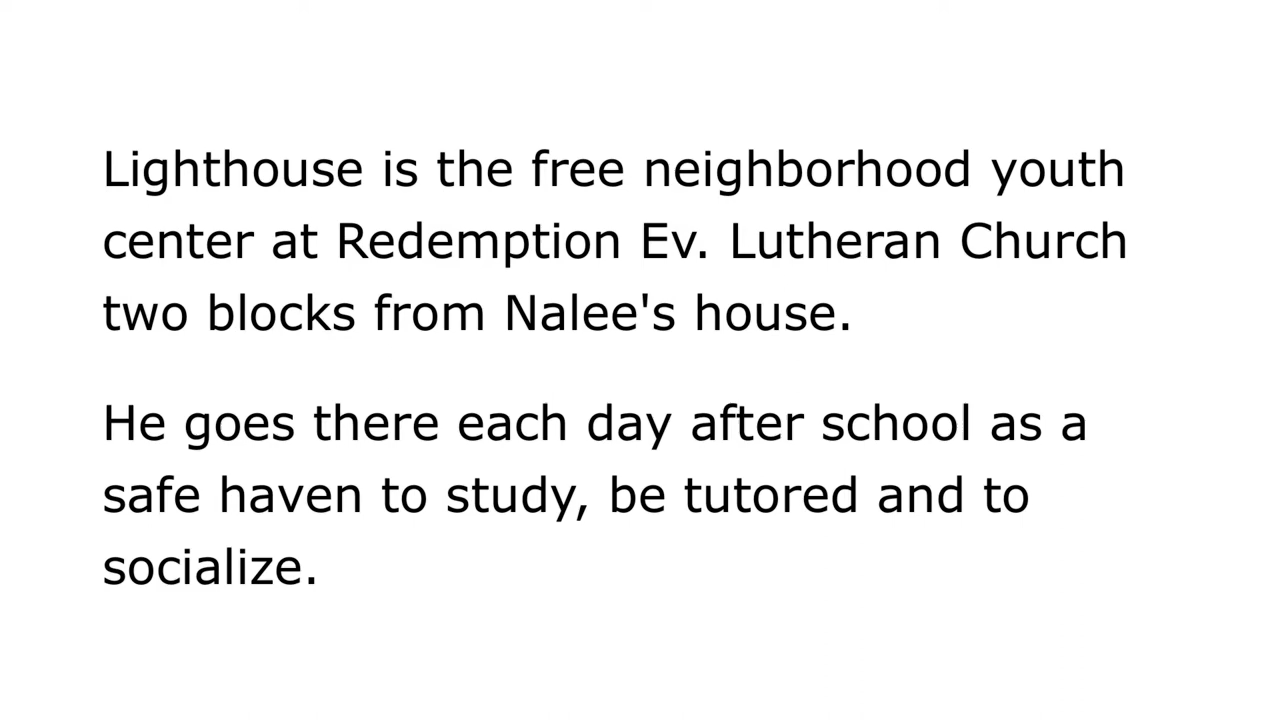 Lighthouse is the free neighborhood youth
center at Redemption Ev. Lutheran Church
two blocks from Nalee's house.
He goes there each day after school as a
safe haven to study, be tutored and to
socialize.